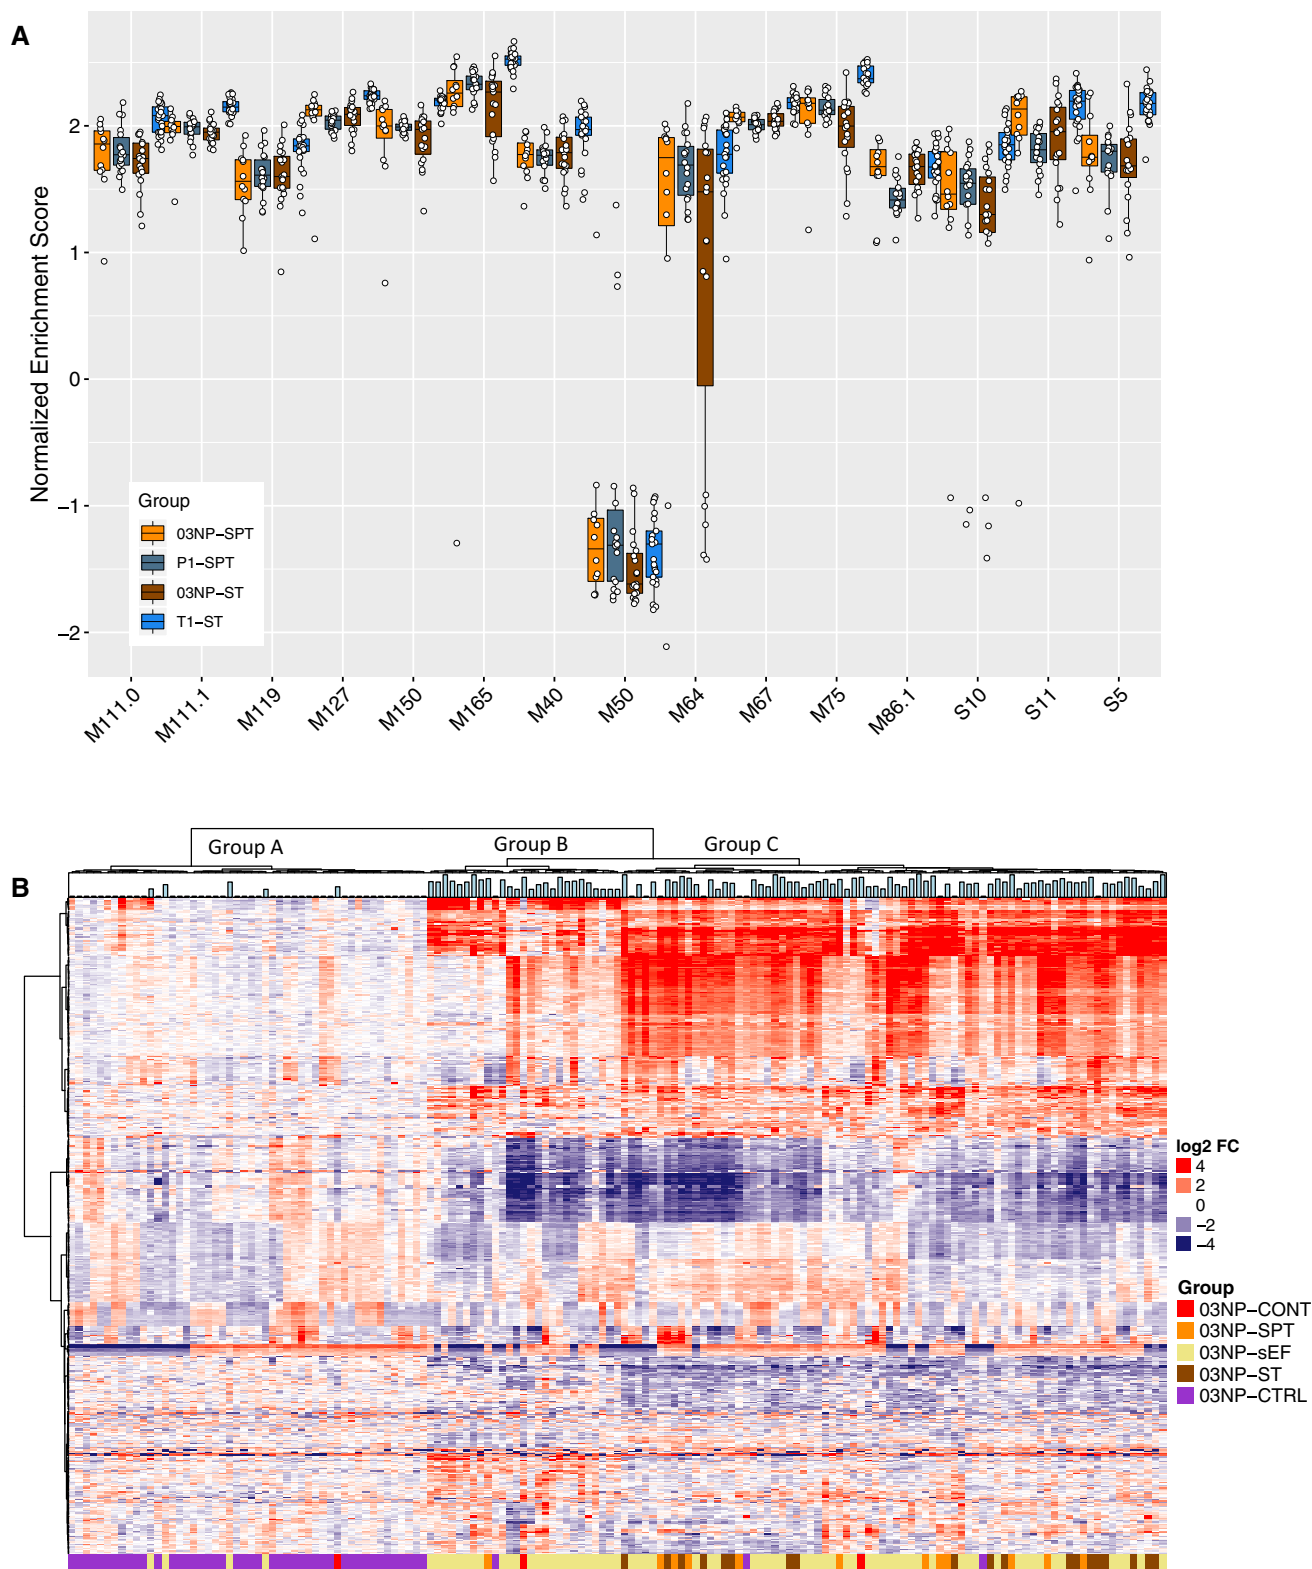 A
Normalized Enrichment Score
2
1
0
−1
−2
Group
03NP−SPT
P1−SPT
03NP−ST
T1−ST
M111.0
M111.1
M119
M127
M150
M165
M40
M50
M64
M67
M75
M86.1
S10
S11
S5
B
Group A
Group B
Group C
log2 FC
4
2
0
−2
−4
Group
03NP−CONT
03NP−SPT
03NP−sEF
03NP−ST
03NP−CTRL